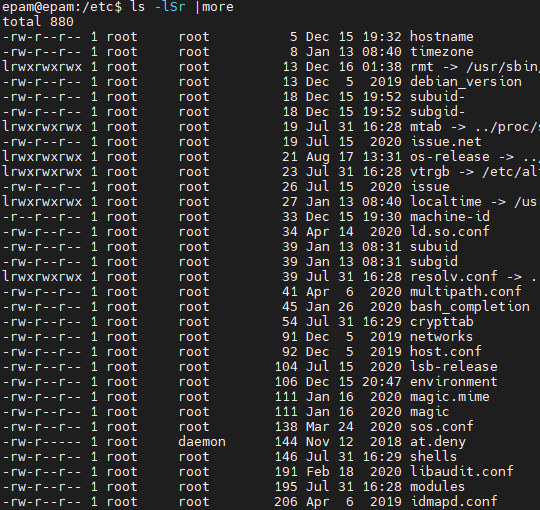 epam@epam:/etc$ ls -lSr |more
total 880
-rw-r--r-- 1 root     root         5 Dec 15 19:32 hostname
-rw-r--r-- 1 root     root         8 Jan 13 08:40 timezone
lrwxrwxrwx 1 root     root        13 Dec 16 01:38 rmt -> /usr/sbin/
-rw-r--r-- 1 root     root        13 Dec  5  2019 debian_version
-rw-r--r-- 1 root     root        18 Dec 15 19:52 subuid-
-rw-r--r-- 1 root     root        18 Dec 15 19:52 subgid-
lrwxrwxrwx 1 root     root        19 Jul 31 16:28 mtab -> ../proc/s
-rw-r--r-- 1 root     root        19 Jul 15  2020 issue.net
lrwxrwxrwx 1 root     root        21 Aug 17 13:31 os-release -> ../
lrwxrwxrwx 1 root     root        23 Jul 31 16:28 vtrgb -> /etc/alt
-rw-r--r-- 1 root     root        26 Jul 15  2020 issue
lrwxrwxrwx 1 root     root        27 Jan 13 08:40 localtime -> /us
-r--r--r-- 1 root     root        33 Dec 15 19:30 machine-id
-rw-r--r-- 1 root     root        34 Apr 14  2020 ld.so.conf
-rw-r--r-- 1 root     root        39 Jan 13 08:31 subuid
-rw-r--r-- 1 root     root        39 Jan 13 08:31 subgid
lrwxrwxrwx 1 root     root        39 Jul 31 16:28 resolv.conf -> .
-rw-r--r-- 1 root     root        41 Apr  6  2020 multipath.conf
-rw-r--r-- 1 root     root        45 Jan 26  2020 bash_completion
-rw-r--r-- 1 root     root        54 Jul 31 16:29 crypttab
-rw-r--r-- 1 root     root        91 Dec  5  2019 networks
-rw-r--r-- 1 root     root        92 Dec  5  2019 host.conf
-rw-r--r-- 1 root     root       104 Jul 15  2020 lsb-release
-rw-r--r-- 1 root     root       106 Dec 15 20:47 environment
-rw-r--r-- 1 root     root       111 Jan 16  2020 magic.mime
-rw-r--r-- 1 root     root       111 Jan 16  2020 magic
-rw-r--r-- 1 root     root       138 Mar 24  2020 sos.conf
-rw-r----- 1 root     daemon     144 Nov 12  2018 at.deny
-rw-r--r-- 1 root     root       146 Jul 31 16:29 shells
-rw-r--r-- 1 root     root       191 Feb 18  2020 libaudit.conf
-rw-r--r-- 1 root     root       195 Jul 31 16:28 modules
-rw-r--r-- 1 root     root       206 Apr  6  2019 idmapd.conf